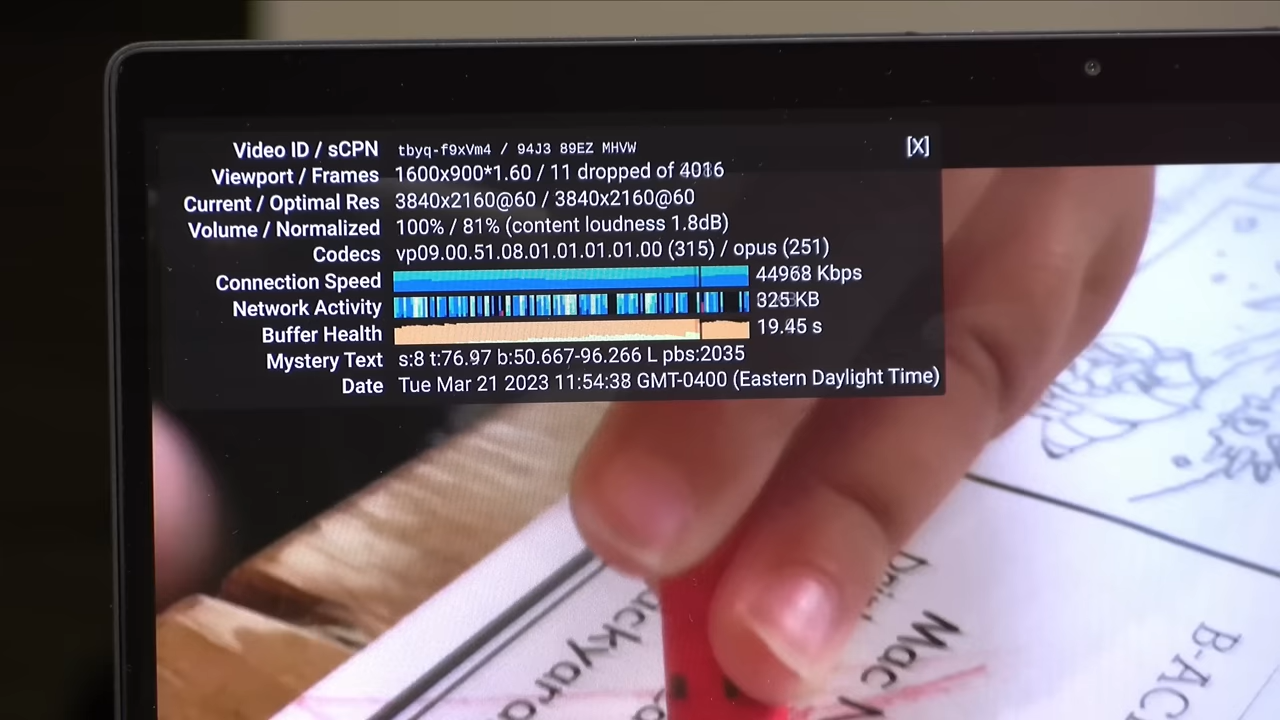 Video ID / sCPN tbyq-f9xVm4 / 94J3 89EZ MHVW [X]
Viewport / Frames 1600x900*1.60 / 11 dropped of
Current / Optimal Res 3840x2160@60 / 3840x2160@60
Volume / Normalized 100% / 81% (content loudness 1.8dB)
Codecs vp09.00.51.08.01.01.01.01.00 (315) / opus (251)
Connection Speed 44968 Kbps
Network Activity KB
Buffer Health 19.45 s
Mystery Text s:8 t:76.97 b:50.667-96.266 L pbs:2035
Date Tue Mar 21 2023 11:54:38 GMT-0400 (Eastern Daylight Time)
Mac